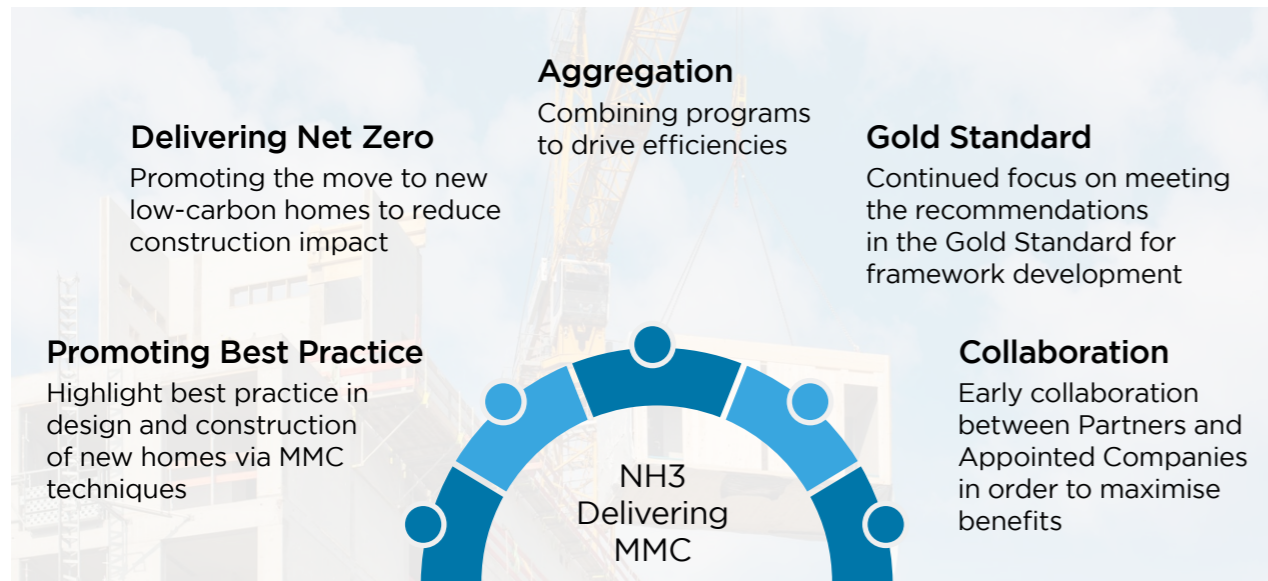 Promoting Best Practice
Highlight best practice in
design and construction
of new homes via MMC
techniques
Delivering Net Zero
Promoting the move to new
low-carbon homes to reduce
construction impact
Aggregation
Combining programs
to drive efficiencies
Gold Standard
Continued focus on meeting
the recommendations
in the Gold Standard for
framework development
Collaboration
Early collaboration
between Partners and
Appointed Companies
in order to maximise
benefits
NH3
Delivering
MMC